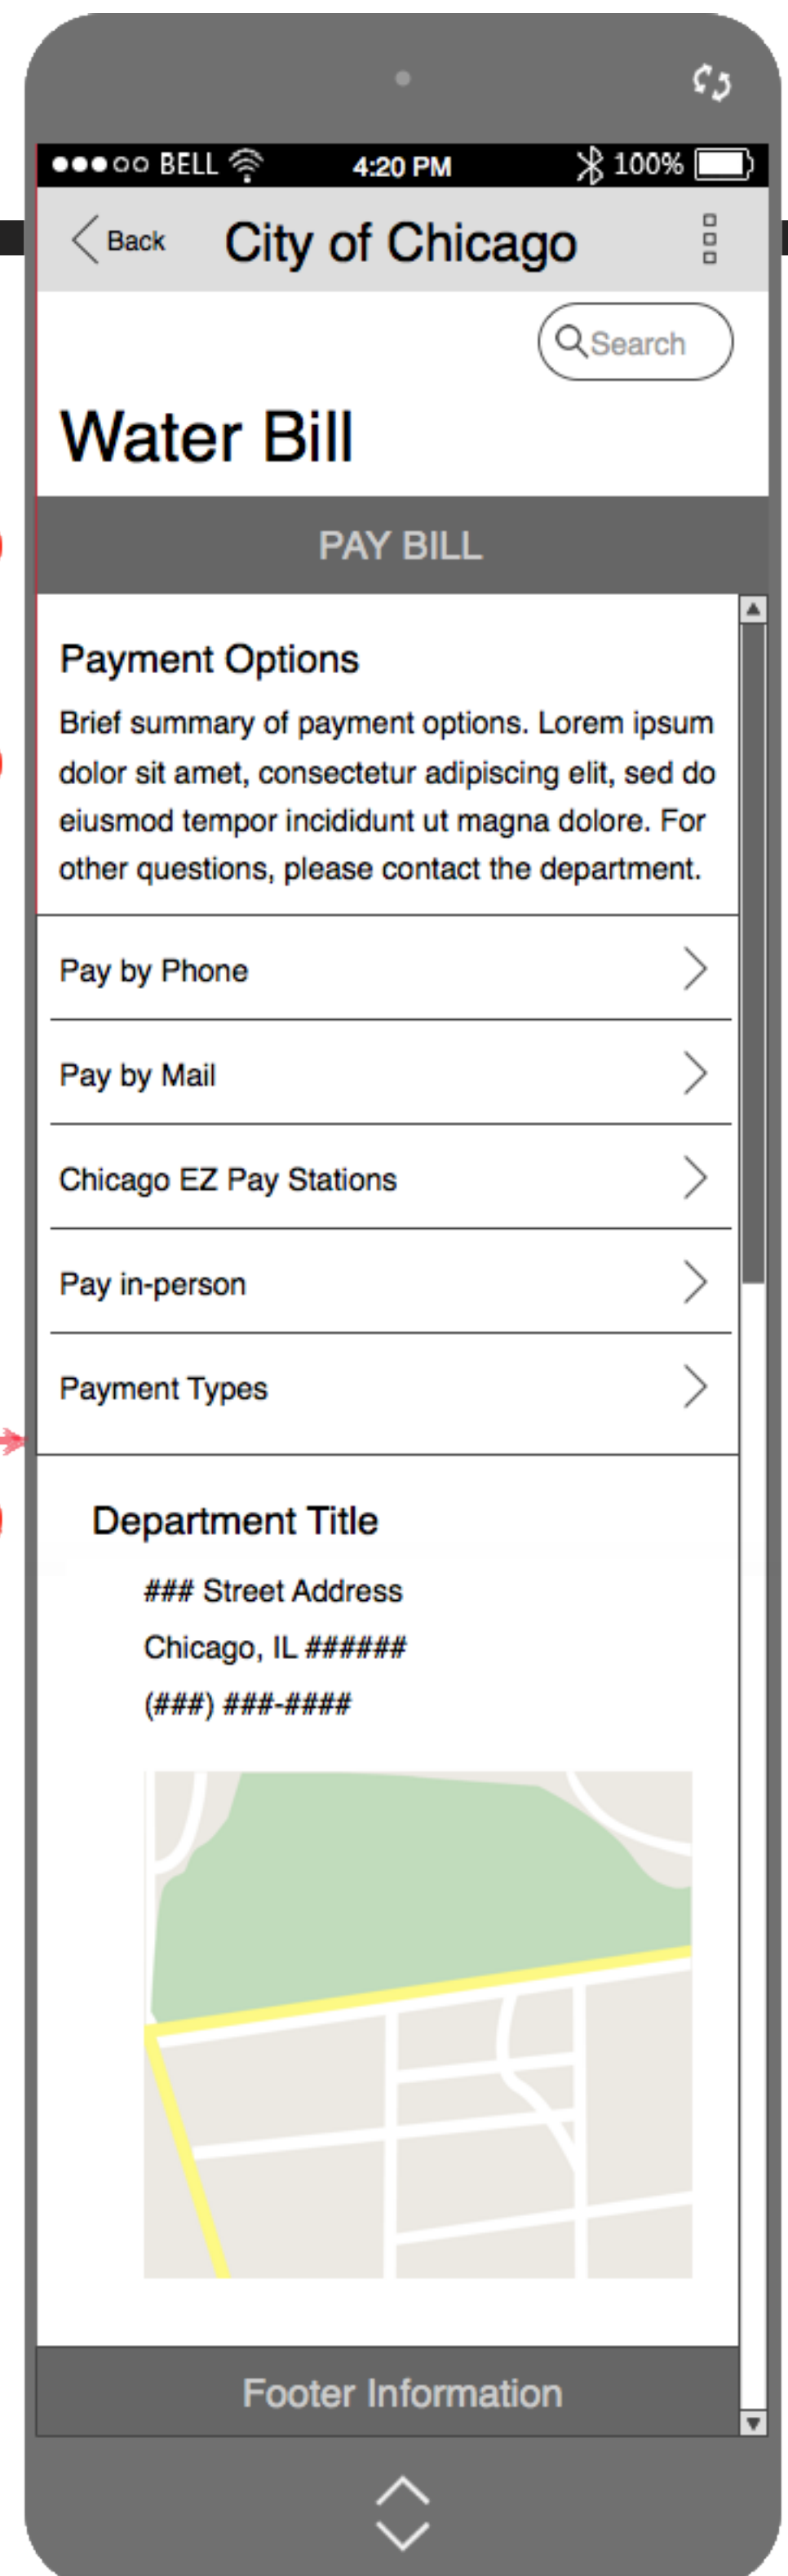 BELL 4:20 PM 100%
Back City of Chicago
Search
Water Bill
PAY BILL
Payment Options
Brief summary of payment options. Lorem ipsum
dolor sit amet, consectetur adipiscing elit, sed do
eiusmod tempor incididunt ut magna dolore. For
other questions, please contact the department.
Pay by Phone
Pay by Mail
Chicago EZ Pay Stations
Pay in-person
Payment Types
Department Title
### Street Address
Chicago, IL ######
(###) ###-####
Footer Information